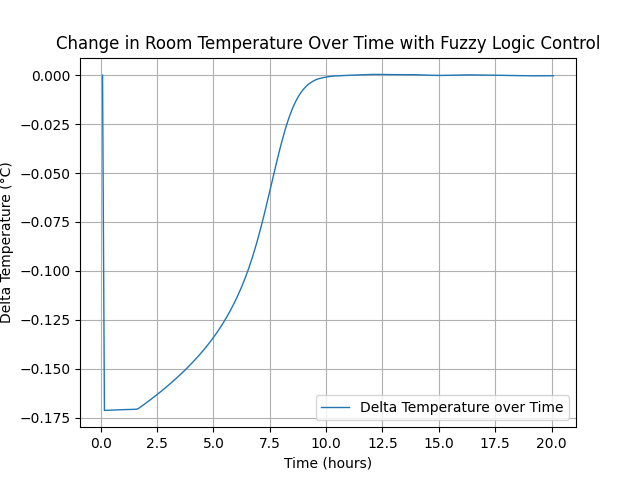 Change in Room Temperature Over Time with Fuzzy Logic Control
Delta Temperature (°C)
0.000
−0.025
−0.050
−0.075
−0.100
−0.125
−0.150
−0.175
Delta Temperature over Time
0.0 2.5 5.0 7.5 10.0 12.5 15.0 17.5 20.0
Time (hours)